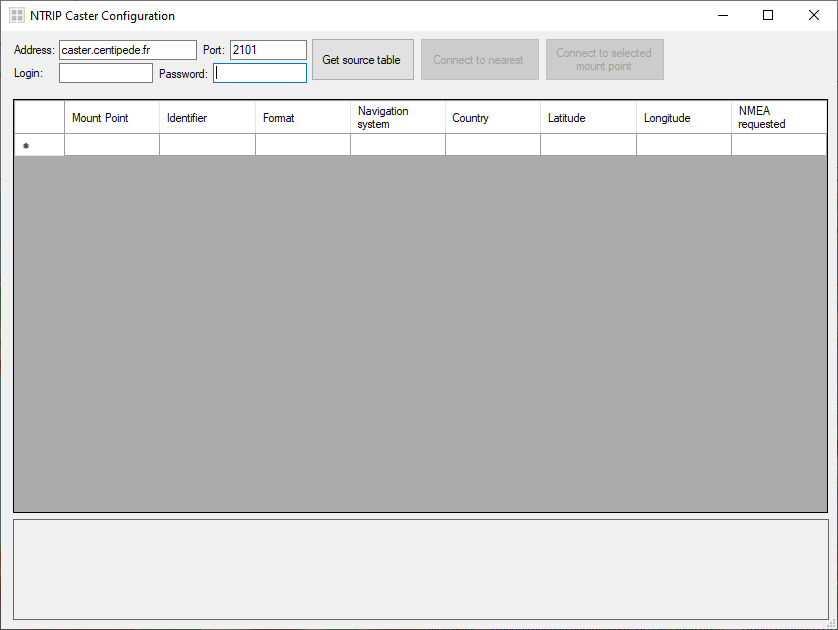 NTRIP Caster Configuration
Address: caster.centipede.fr Port: 2101
Login: Password:
Get source table
Connect to nearest
Connect to selected
mount point
Mount Point
Identifier
Format
Navigation
system
Country
Latitude
Longitude
NMEA
requested